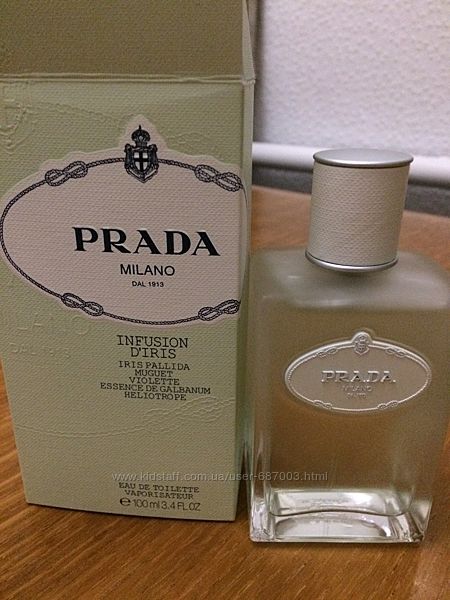 PRADA
MILANO
DAL 1913
INFUSION
D'IRIS
IRIS PALLIDA
MUGUET
VIOLETTE
ESSENCE DE GALBANUM
HELIOTROPE
EAU DE TOILETTE
VAPORISATEUR
℮ 100 ml 3.4 FL.OZ
PRADA
MILANO
www.kidstaff.com.ua/user-687003.html